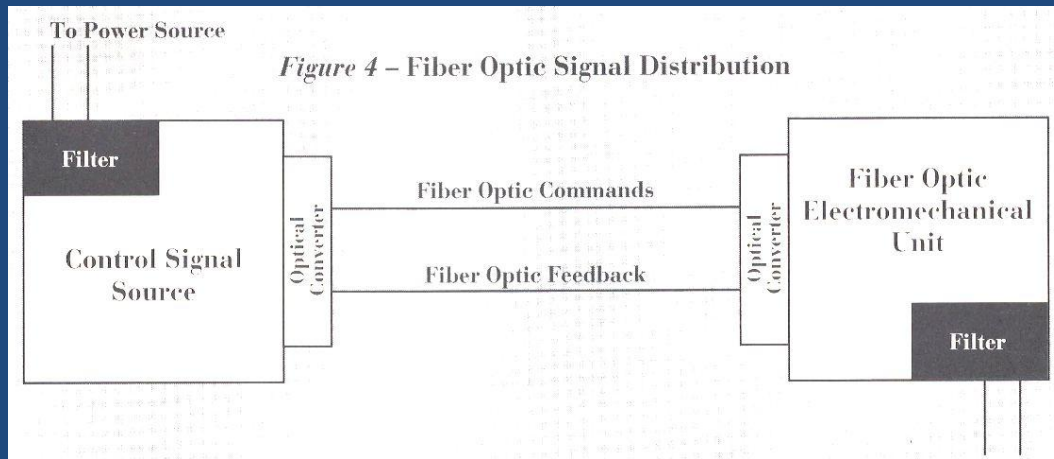 To Power Source
Figure 4 – Fiber Optic Signal Distribution
Filter
Control Signal
Source
Optical
Converter
Fiber Optic Commands
Fiber Optic Feedback
Optical
Converter
Fiber Optic
Electromechanical
Unit
Filter